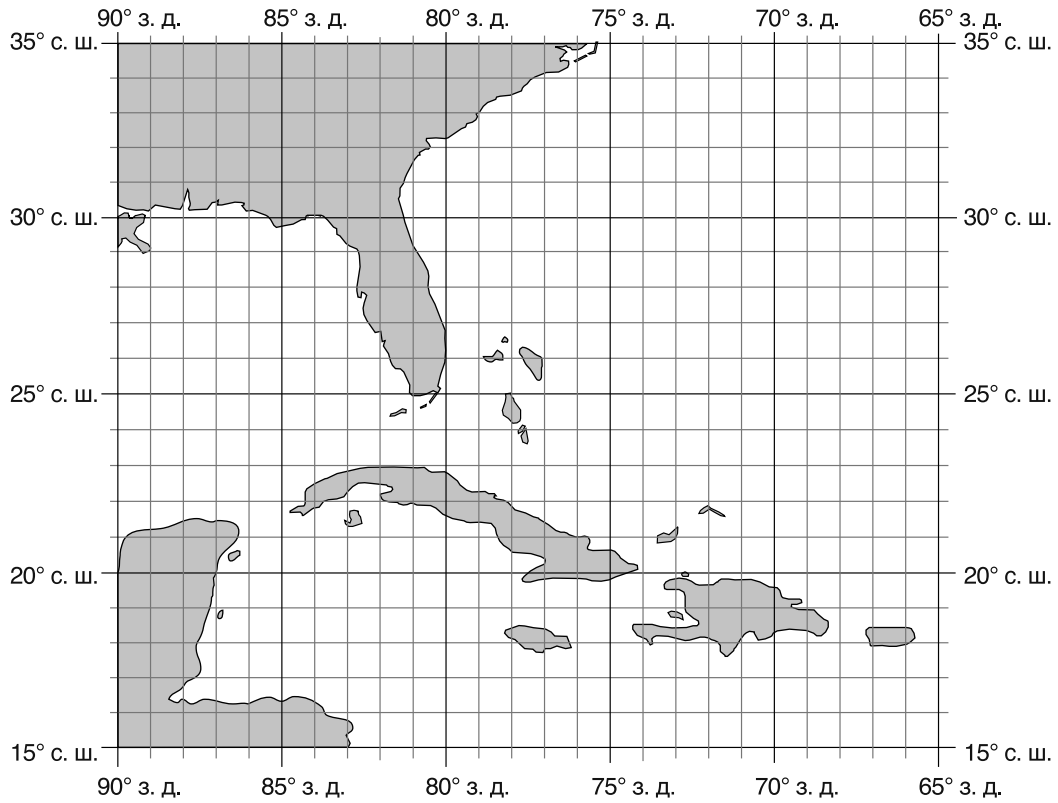 90° з. д. 85° з. д. 80° з. д. 75° з. д. 70° з. д. 65° з. д.
35° с. ш. 35° с. ш.
30° с. ш. 30° с. ш.
25° с. ш. 25° с. ш.
20° с. ш. 20° с. ш.
15° с. ш. 15° с. ш.
90° з. д. 85° з. д. 80° з. д. 75° з. д. 70° з. д. 65° з. д.